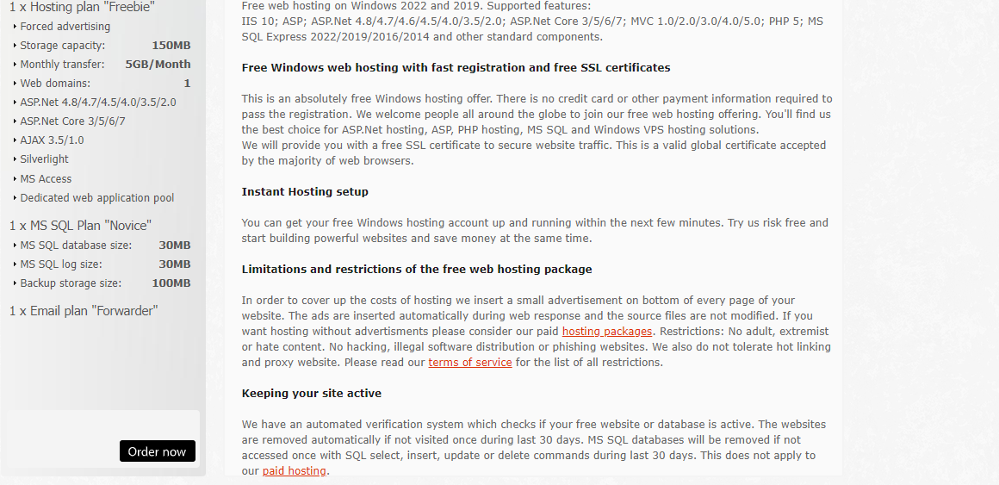 1 x Hosting plan "Freebie"
Forced advertising
Storage capacity: 150MB
Monthly transfer: 5GB/Month
Web domains: 1
ASP.Net 4.8/4.7/4.5/4.0/3.5/2.0
ASP.Net Core 3/5/6/7
AJAX 3.5/1.0
Silverlight
MS Access
Dedicated web application pool
1 x MS SQL Plan "Novice"
MS SQL database size: 30MB
MS SQL log size: 30MB
Backup storage size: 100MB
1 x Email plan "Forwarder"
Order now
Free web hosting on Windows 2022 and 2019. Supported features:
IIS 10; ASP; ASP.Net 4.8/4.7/4.6/4.5/4.0/3.5/2.0; ASP.Net Core 3/5/6/7; MVC 1.0/2.0/3.0/4.0/5.0; PHP 5; MS
SQL Express 2022/2019/2016/2014 and other standard components.
Free Windows web hosting with fast registration and free SSL certificates
This is an absolutely free Windows hosting offer. There is no credit card or other payment information required to
pass the registration. We welcome people all around the globe to join our free web hosting offering. You'll find us
the best choice for ASP.Net hosting, ASP, PHP hosting, MS SQL and Windows VPS hosting solutions.
We will provide you with a free SSL certificate to secure website traffic. This is a valid global certificate accepted
by the majority of web browsers.
Instant Hosting setup
You can get your free Windows hosting account up and running within the next few minutes. Try us risk free and
start building powerful websites and save money at the same time.
Limitations and restrictions of the free web hosting package
In order to cover up the costs of hosting we insert a small advertisement on bottom of every page of your
website. The ads are inserted automatically during web response and the source files are not modified. If you
want hosting without advertisments please consider our paid hosting packages. Restrictions: No adult, extremist
or hate content. No hacking, illegal software distribution or phishing websites. We also do not tolerate hot linking
and proxy website. Please read our terms of service for the list of all restrictions.
Keeping your site active
We have an automated verification system which checks if your free website or database is active. The websites
are removed automatically if not visited once during last 30 days. MS SQL databases will be removed if not
accessed once with SQL select, insert, update or delete commands during last 30 days. This does not apply to
our paid hosting.